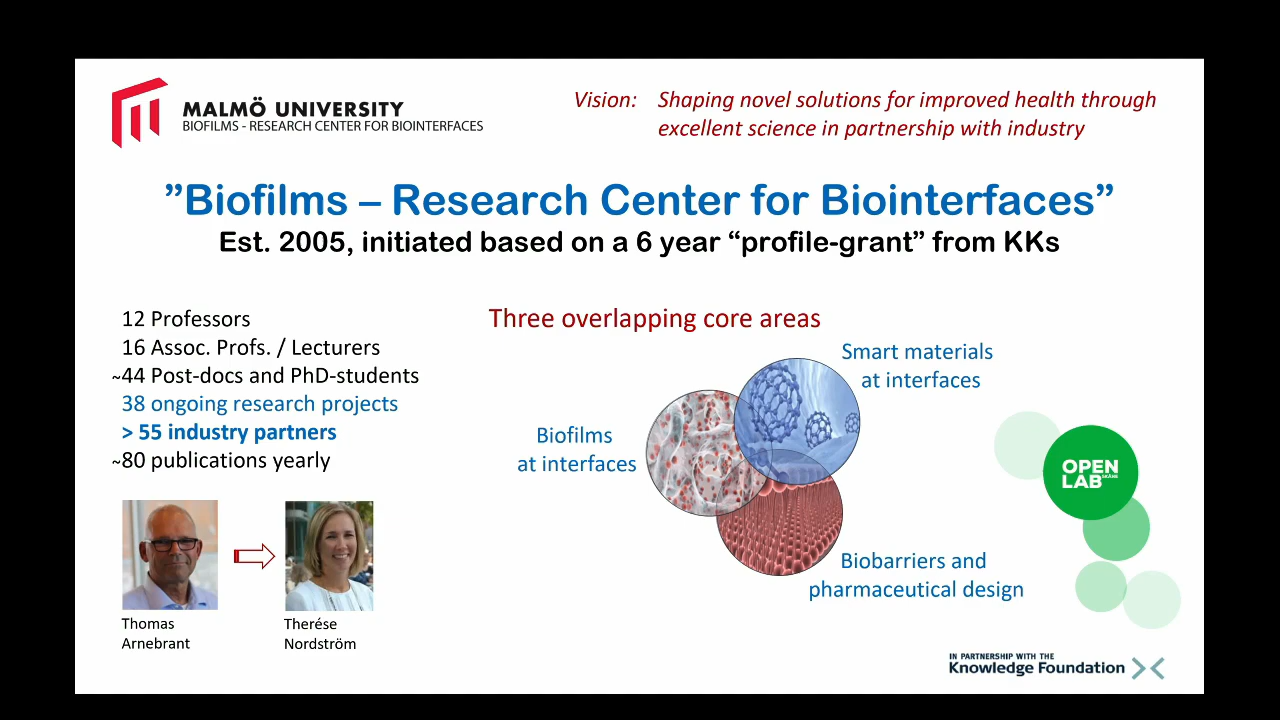 MALMÖ UNIVERSITY
BIOFILMS - RESEARCH CENTER FOR BIOINTERFACES
Vision: Shaping novel solutions for improved health through
excellent science in partnership with industry
”Biofilms – Research Center for Biointerfaces”
Est. 2005, initiated based on a 6 year “profile-grant” from KKs
12 Professors
16 Assoc. Profs. / Lecturers
~44 Post-docs and PhD-students
38 ongoing research projects
> 55 industry partners
~80 publications yearly
Thomas
Arnebrant
Therése
Nordström
Three overlapping core areas
Smart materials
at interfaces
Biofilms
at interfaces
Biobarriers and
pharmaceutical design
OPEN
LAB SKÅNE
IN PARTNERSHIP WITH THE
Knowledge Foundation